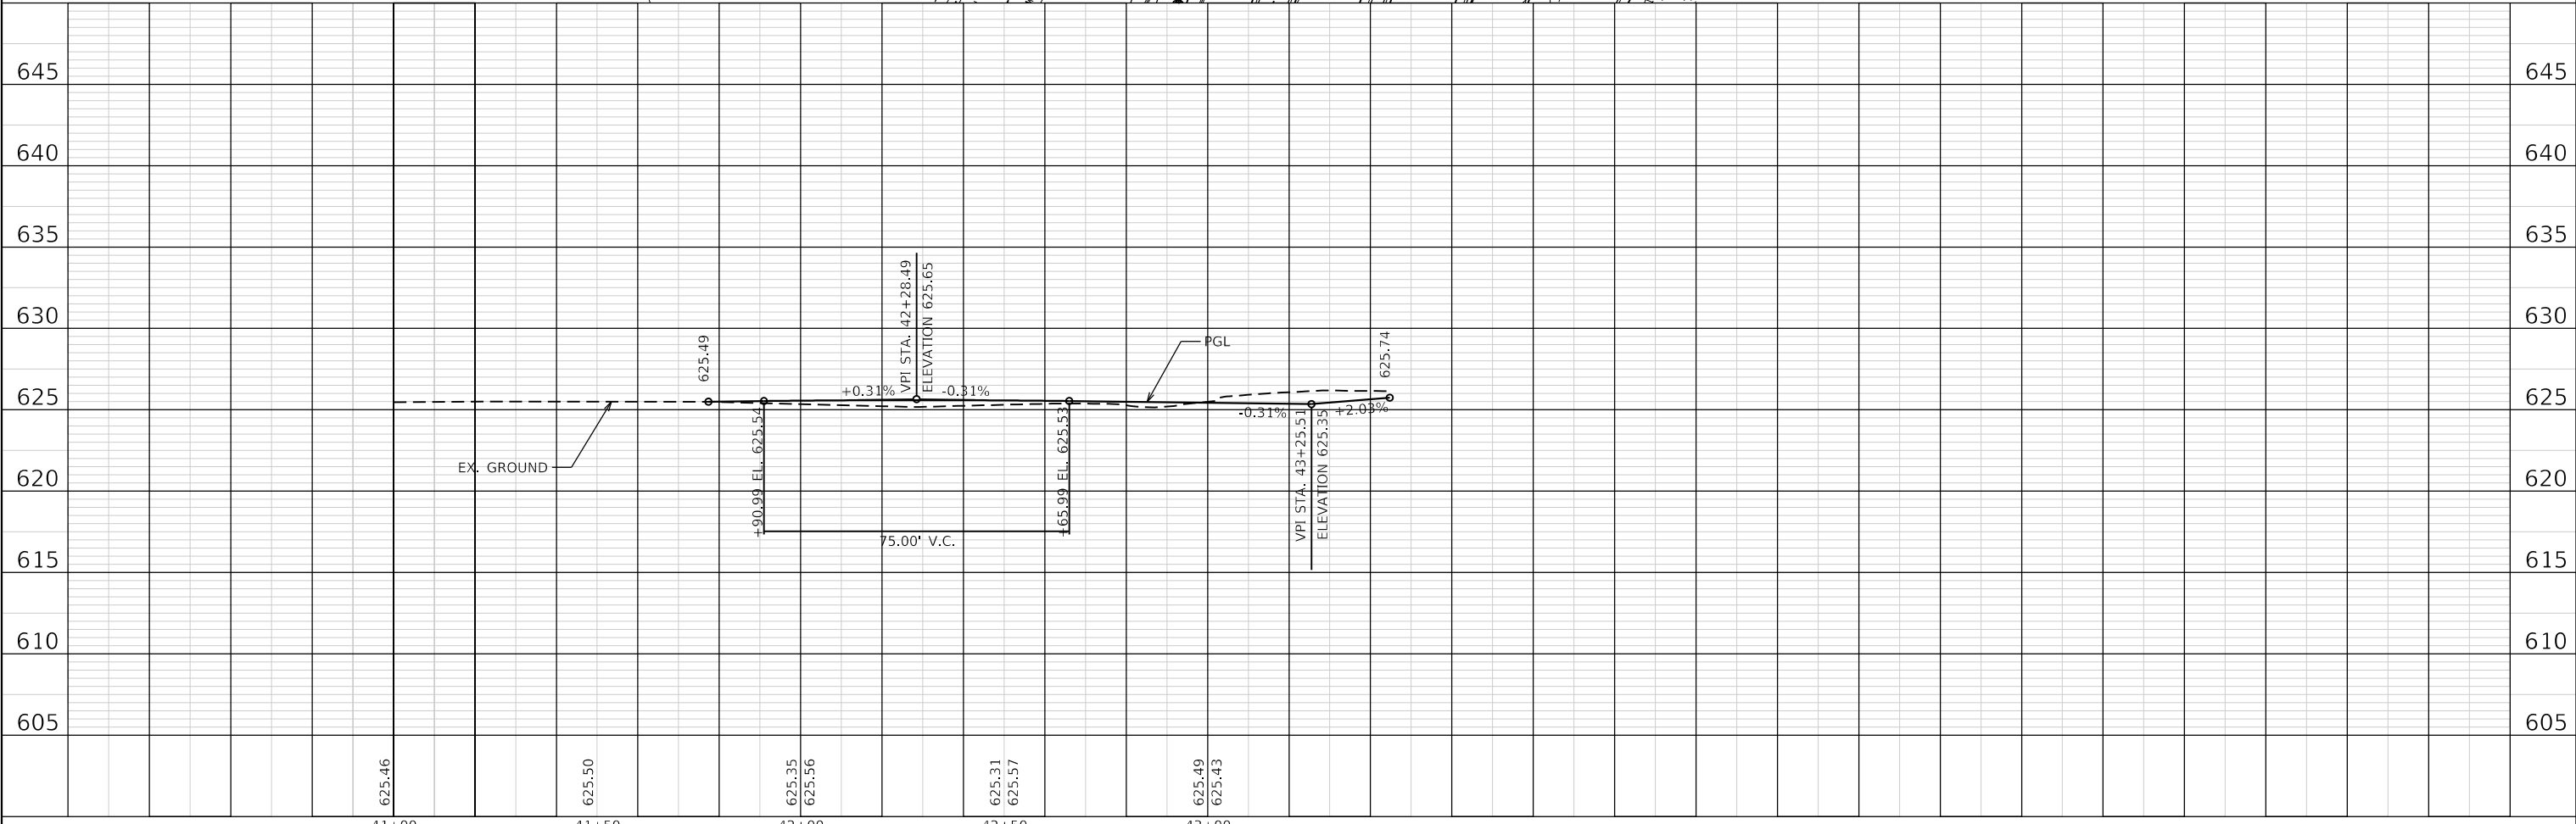 645 645
640 640
635 635
630 630
625 625
620 620
615 615
610 610
605 605
625.49
VPI STA. 42+28.49
ELEVATION 625.65
+0.31%
-0.31%
PGL
625.74
EX. GROUND
+90.99 EL. 625.54
+65.99 EL. 625.53
75.00' V.C.
-0.31%
+2.03%
VPI STA. 43+25.51
ELEVATION 625.35
625.46
625.50
625.35
625.56
625.31
625.57
625.49
625.43